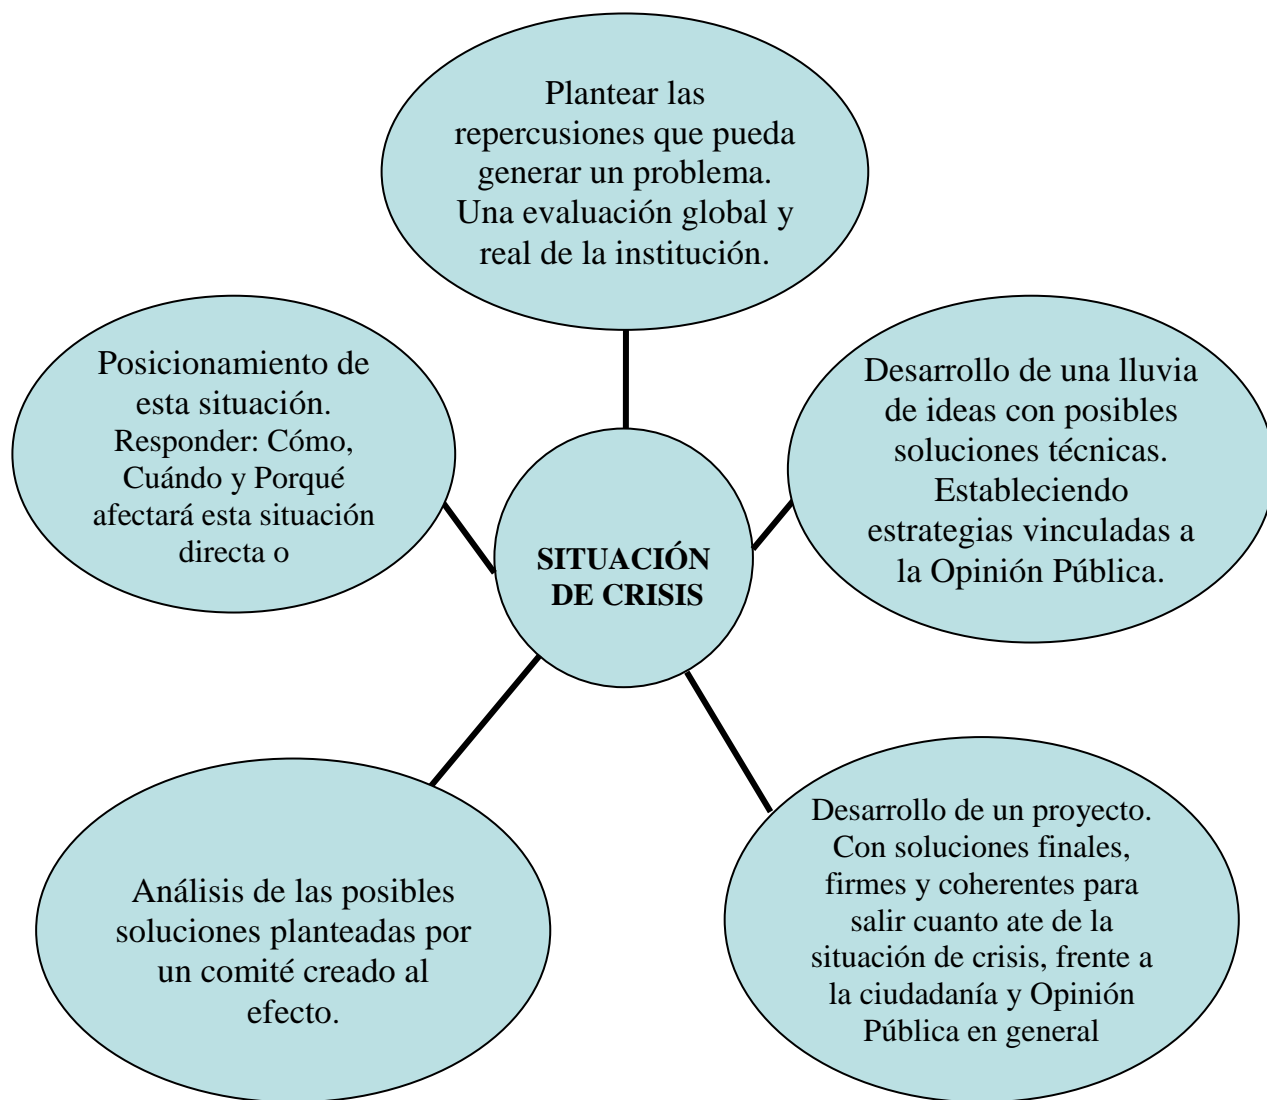 Plantear las
repercusiones que pueda
generar un problema.
Una evaluación global y
real de la institución.
Posicionamiento de
esta situación.
Responder: Cómo,
Cuándo y Porqué
afectará esta situación
directa o
Desarrollo de una lluvia
de ideas con posibles
soluciones técnicas.
Estableciendo
estrategias vinculadas a
la Opinión Pública.
SITUACIÓN
DE CRISIS
Análisis de las posibles
soluciones planteadas por
un comité creado al
efecto.
Desarrollo de un proyecto.
Con soluciones finales,
firmes y coherentes para
salir cuanto ate de la
situación de crisis, frente a
la ciudadanía y Opinión
Pública en general